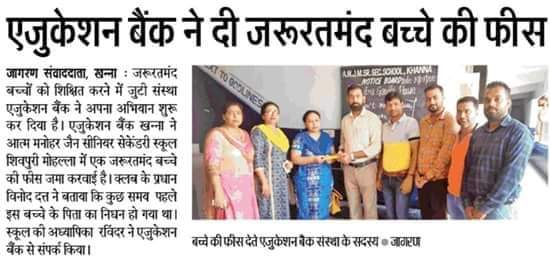 एजुकेशन बैंक ने दी जरूरतमंद बच्चे की फीस
जागरण संवाददाता, खन्ना : जरूरतमंद
बच्चों को शिक्षित करने में जुटी संस्था
एजुकेशन बैंक ने अपना अभियान शुरू
कर दिया है। एजुकेशन बैंक खन्ना ने
आत्म मनोहर जैन सीनियर सेकेंडरी स्कूल
शिवपुरी मोहल्ला में एक जरूरतमंद बच्चे
की फीस जमा करवाई है। क्लब के प्रधान
विनोद दत्त ने बताया कि कुछ समय पहले
इस बच्चे के पिता का निधन हो गया था।
स्कूल की अध्यापिका रविंदर ने एजुकेशन
बैंक से संपर्क किया।
A.M.J.M.SR.SEC.SCHOOL, KHANNA
NOTICE BOARD
बच्चे की फीस देते एजुकेशन बैंक संस्था के सदस्य • जागरण